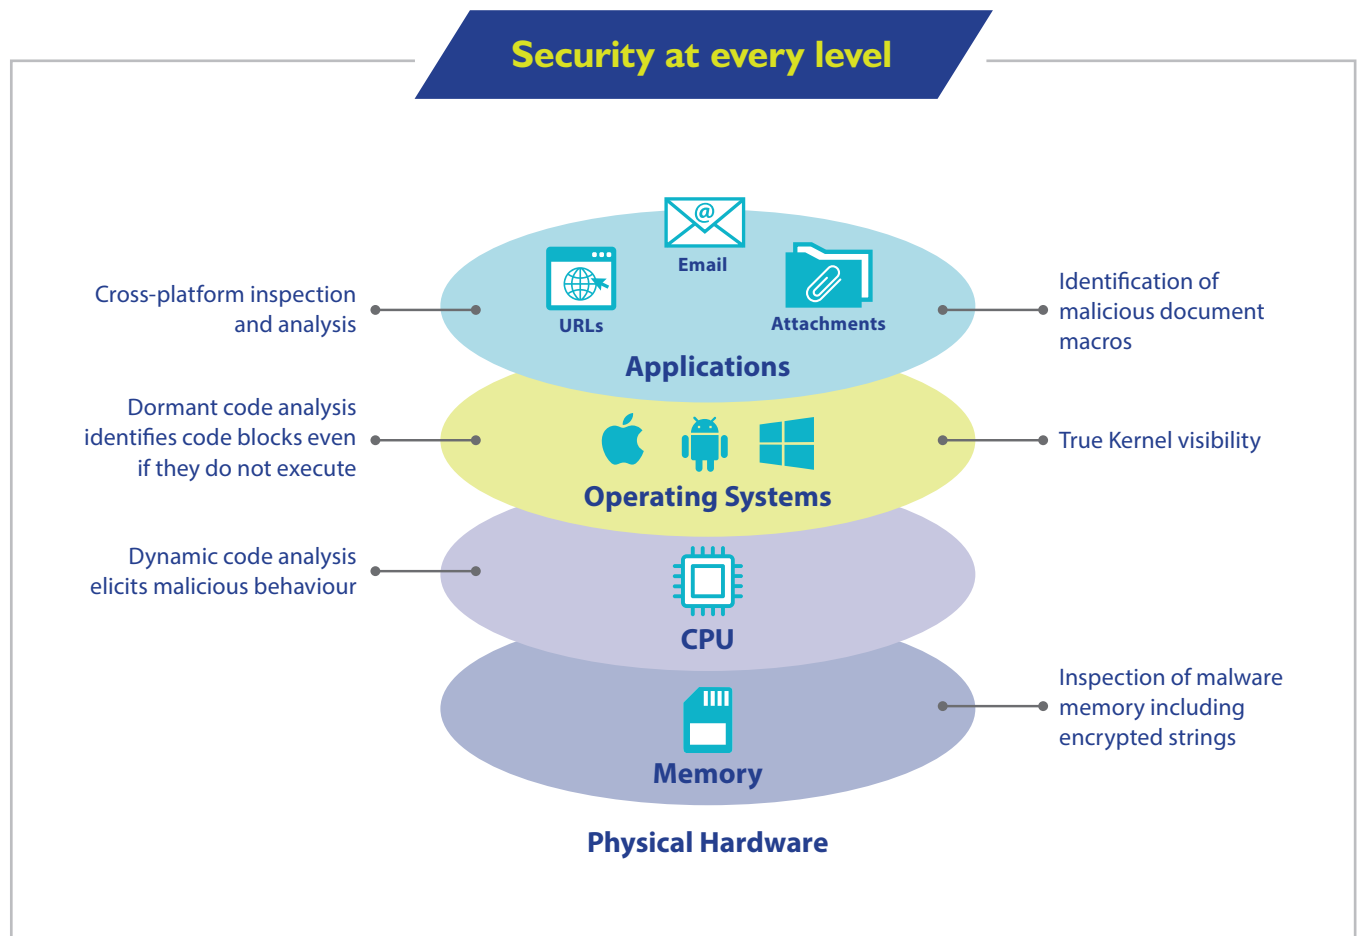 Security at every level
@
Email
URLs
Attachments
Applications
Cross-platform inspection
and analysis
Identification of
malicious document
macros
Dormant code analysis
identifies code blocks even
if they do not execute
True Kernel visibility
Operating Systems
Dynamic code analysis
elicits malicious behaviour
CPU
Inspection of malware
memory including
encrypted strings
Memory
Physical Hardware